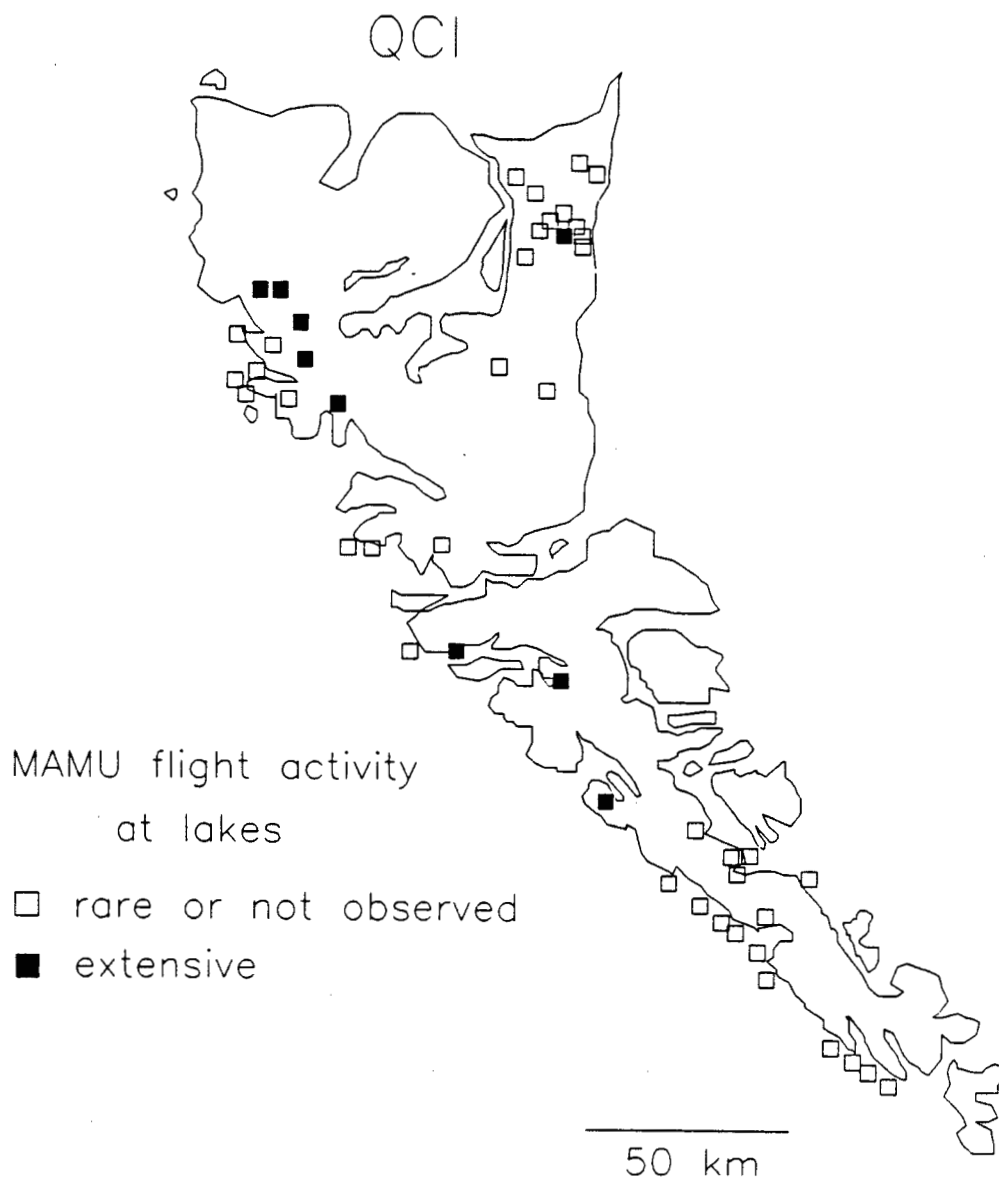 QCI
MAMU flight activity
at lakes
rare or not observed
extensive
50 km